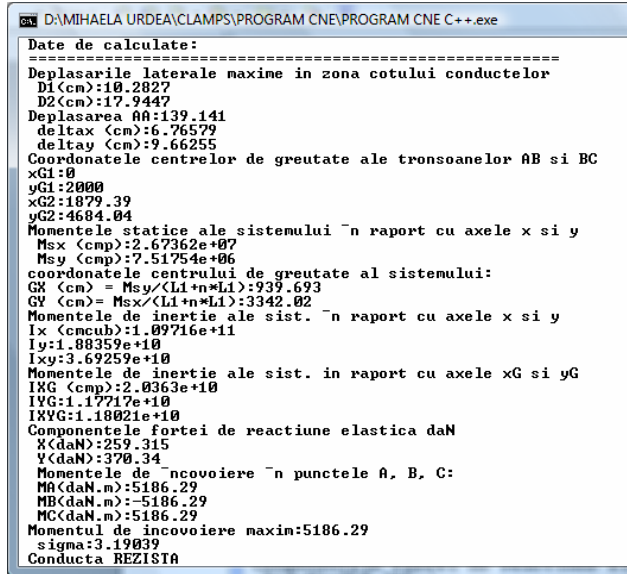 D:\MIHAELA URDEA\CLAMPS\PROGRAM CNE\PROGRAM CNE C++.exe
Date de calculate:
==========================================================
Deplasarile laterale maxime in zona cotului conductelor
D1(cm):10.2827
D2(cm):17.9447
Deplasarea AA:139.141
deltax (cm):6.76579
deltay (cm):9.66255
Coordonatele centrelor de greutate ale tronsoanelor AB si BC
xG1:0
yG1:2000
xG2:1879.39
yG2:4684.04
Momentele statice ale sistemului ¯n raport cu axele x si y
Msx (cmp):2.67362e+07
Msy (cmp):7.51754e+06
coordonatele centrului de greutate al sistemului:
GX (cm) = Msy/(L1+n*L1):939.693
GY (cm)= Msx/(L1+n*L1):3342.02
Momentele de inertie ale sist. ¯n raport cu axele x si y
Ix (cmcub):1.09716e+11
Iy:1.88359e+10
Ixy:3.69259e+10
Momentele de inertie ale sist. in raport cu axele xG si yG
IXG (cmp):2.0363e+10
IYG:1.17717e+10
IXYG:1.18021e+10
Componentele fortei de reactiune elastica daN
X(daN):259.315
Y(daN):370.34
Momentele de ¯ncovoiere ¯n punctele A, B, C:
MA(daN.m):5186.29
MB(daN.m):-5186.29
MC(daN.m):5186.29
Momentul de incovoiere maxim:5186.29
sigma:3.19039
Conducta REZISTA